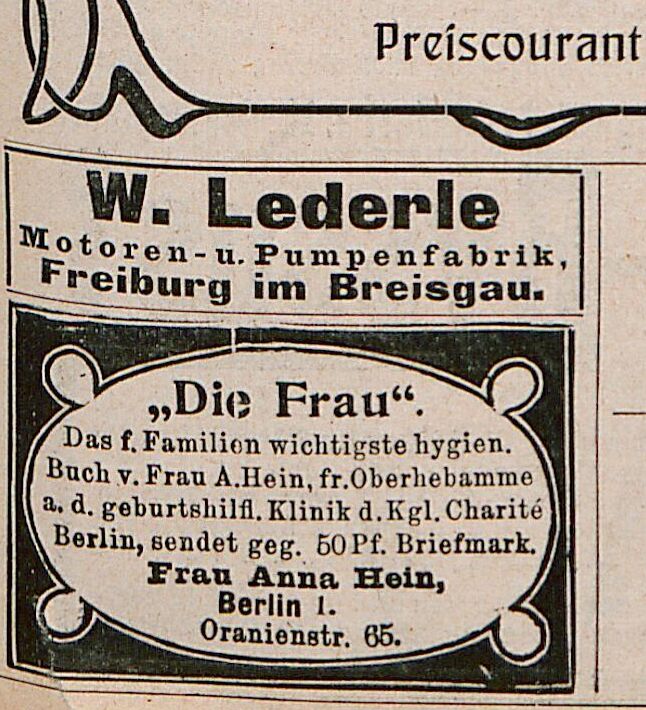 Preiscourant
W. Lederle
Motoren- u. Pumpenfabrik,
Freiburg im Breisgau.
„Die Frau“.
Das f. Familien wichtigste hygien.
Buch v. Frau A. Hein, fr. Oberhebamme
a. d. geburtshilfl. Klinik d. Kgl. Charité
Berlin, sendet geg. 50 Pf. Briefmark.
Frau Anna Hein,
Berlin 1.
Oranienstr. 65.